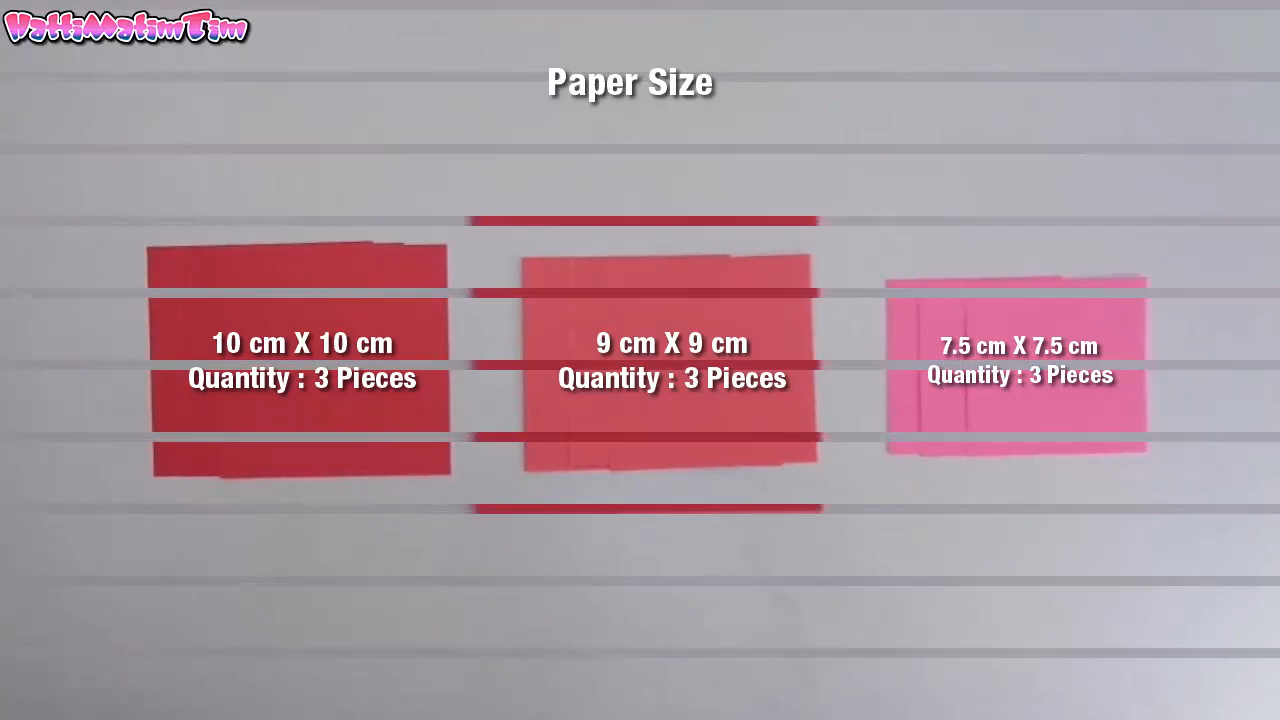 HattiMatimTim
Paper Size
10 cm X 10 cm
Quantity : 3 Pieces
9 cm X 9 cm
Quantity : 3 Pieces
7.5 cm X 7.5 cm
Quantity : 3 Pieces